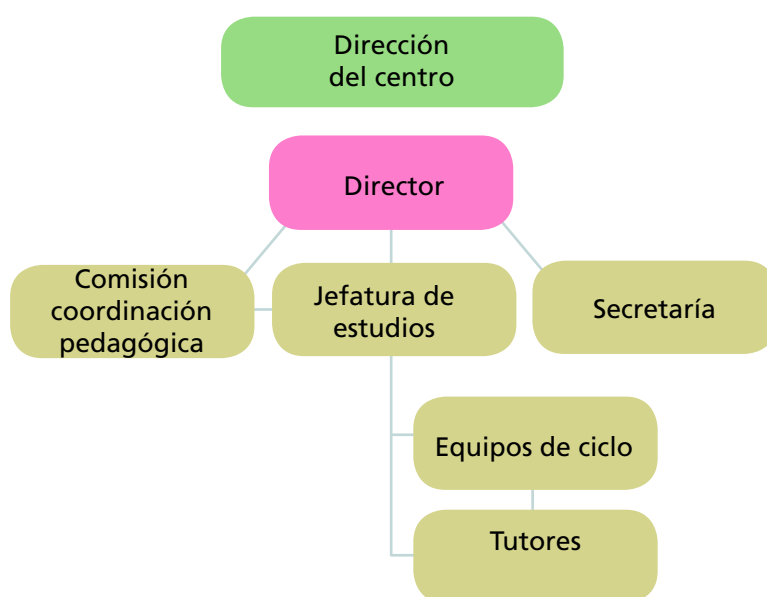 Dirección
del centro
Director
Comisión
coordinación
pedagógica
Jefatura de
estudios
Secretaría
Equipos de ciclo
Tutores